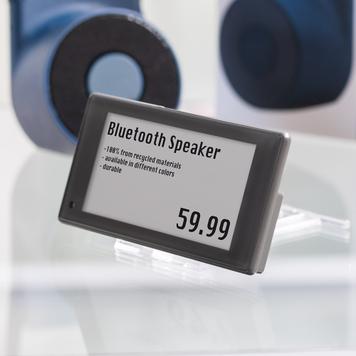 Bluetooth Speaker
-100% from recycled materials
- available in different colors
- durable
59.99